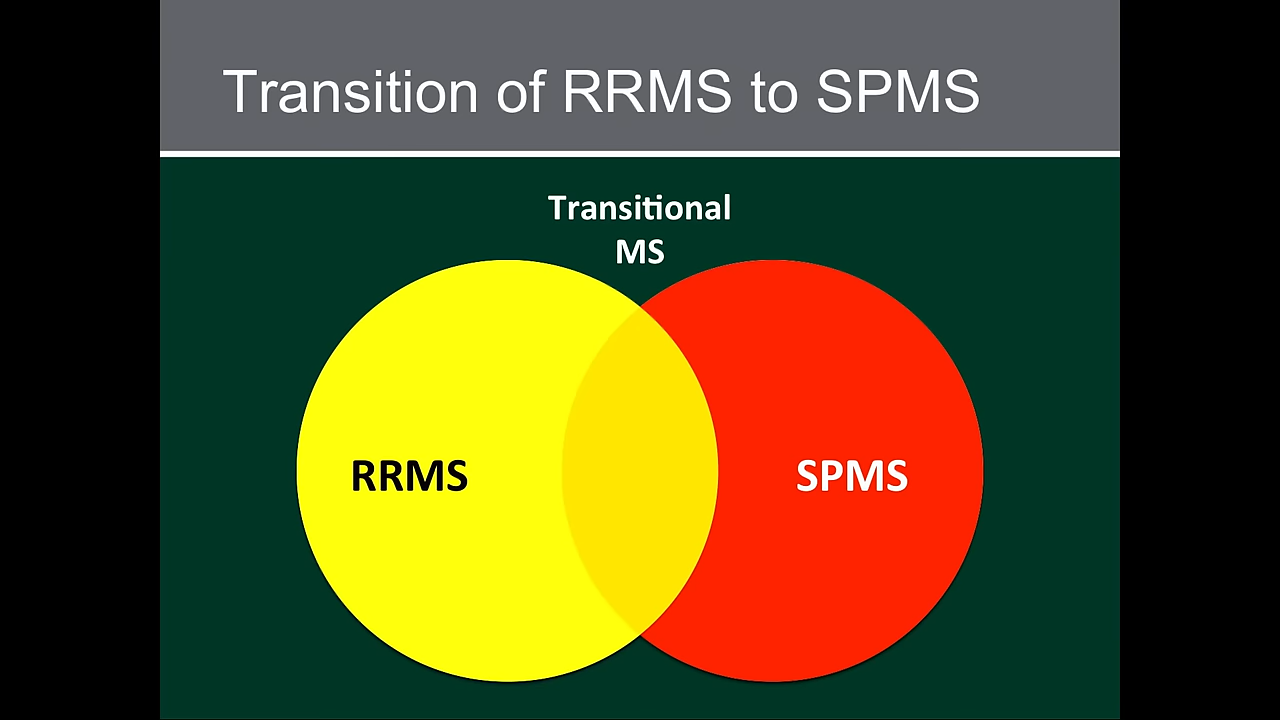 Transition of RRMS to SPMS
Transitional
MS
RRMS
SPMS